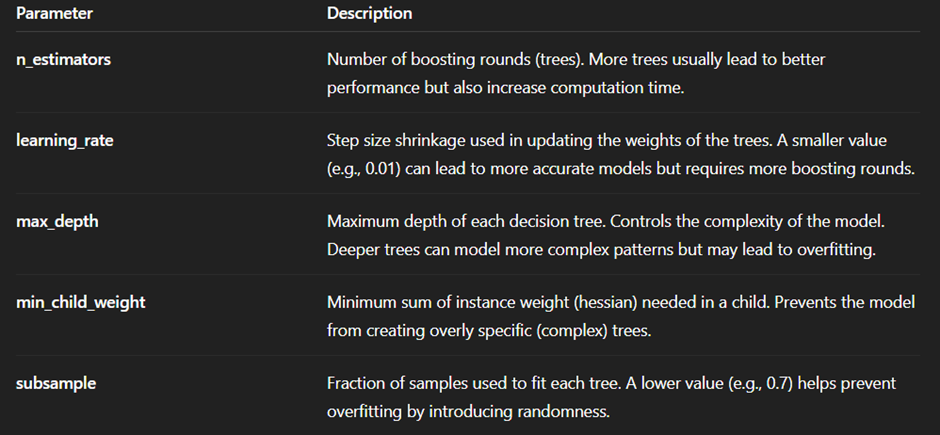 Parameter Description
n_estimators Number of boosting rounds (trees). More trees usually lead to better
performance but also increase computation time.
learning_rate Step size shrinkage used in updating the weights of the trees. A smaller value
(e.g., 0.01) can lead to more accurate models but requires more boosting rounds.
max_depth Maximum depth of each decision tree. Controls the complexity of the model.
Deeper trees can model more complex patterns but may lead to overfitting.
min_child_weight Minimum sum of instance weight (hessian) needed in a child. Prevents the model
from creating overly specific (complex) trees.
subsample Fraction of samples used to fit each tree. A lower value (e.g., 0.7) helps prevent
overfitting by introducing randomness.